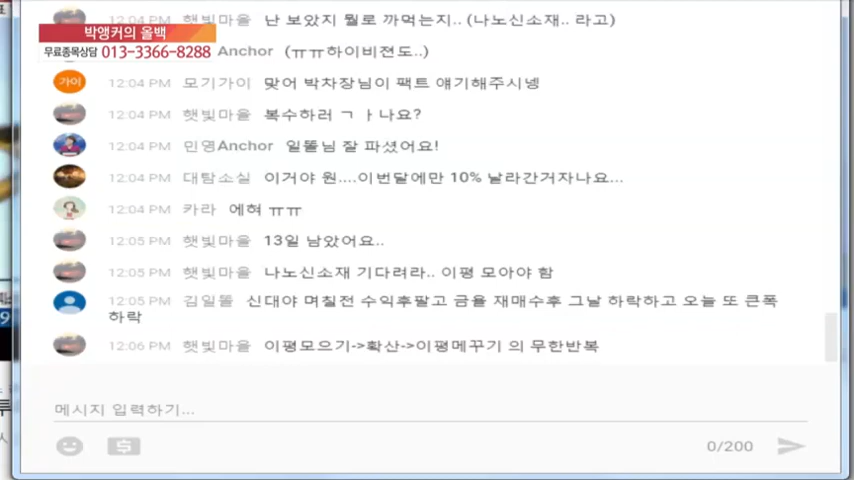 12:04 PM 햇빛마을 난 보았지 뭘로 까먹는지.. (나노신소재.. 라고)
박앵커의 올백
무료종목상담 013-3366-8288
Anchor (ㅠㅠ하이비젼도..)
가이 12:04 PM 모기가이 맞어 박차장님이 팩트 얘기해주시넹
12:04 PM 햇빛마을 복수하러 ㄱㅏ나요?
12:04 PM 민영Anchor 일똘님 잘 파셨어요!
12:04 PM 대탐소실 이거야 원....이번달에만 10% 날라간거자나요...
12:04 PM 카라 에혀 ㅠㅠ
12:05 PM 햇빛마을 13일 남았어요..
12:05 PM 햇빛마을 나노신소재 기다려라.. 이평 모아야 함
12:05 PM 김일똘 신대야 며칠전 수익후팔고 금욜 재매수후 그날 하락하고 오늘 또 큰폭
하락
12:06 PM 햇빛마을 이평모으기->확산->이평메꾸기 의 무한반복
메시지 입력하기...
0/200